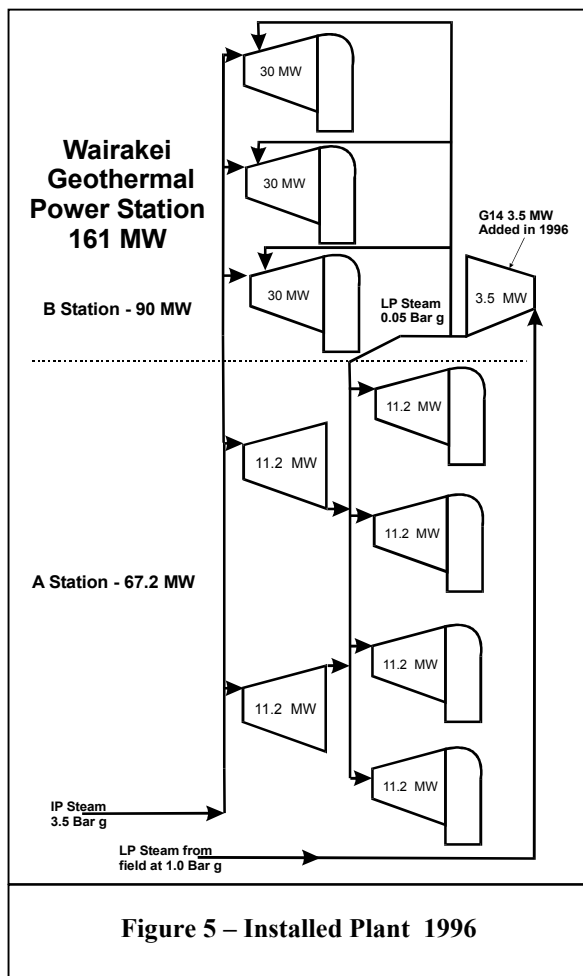 30 MW
Wairakei
Geothermal
Power Station
161 MW
30 MW
G14 3.5 MW
Added in 1996
B Station - 90 MW
30 MW
LP Steam
0.05 Bar g
3.5 MW
11.2 MW
11.2 MW
11.2 MW
A Station - 67.2 MW
11.2 MW
11.2 MW
11.2 MW
IP Steam
3.5 Bar g
LP Steam from
field at 1.0 Bar g
Figure 5 – Installed Plant 1996